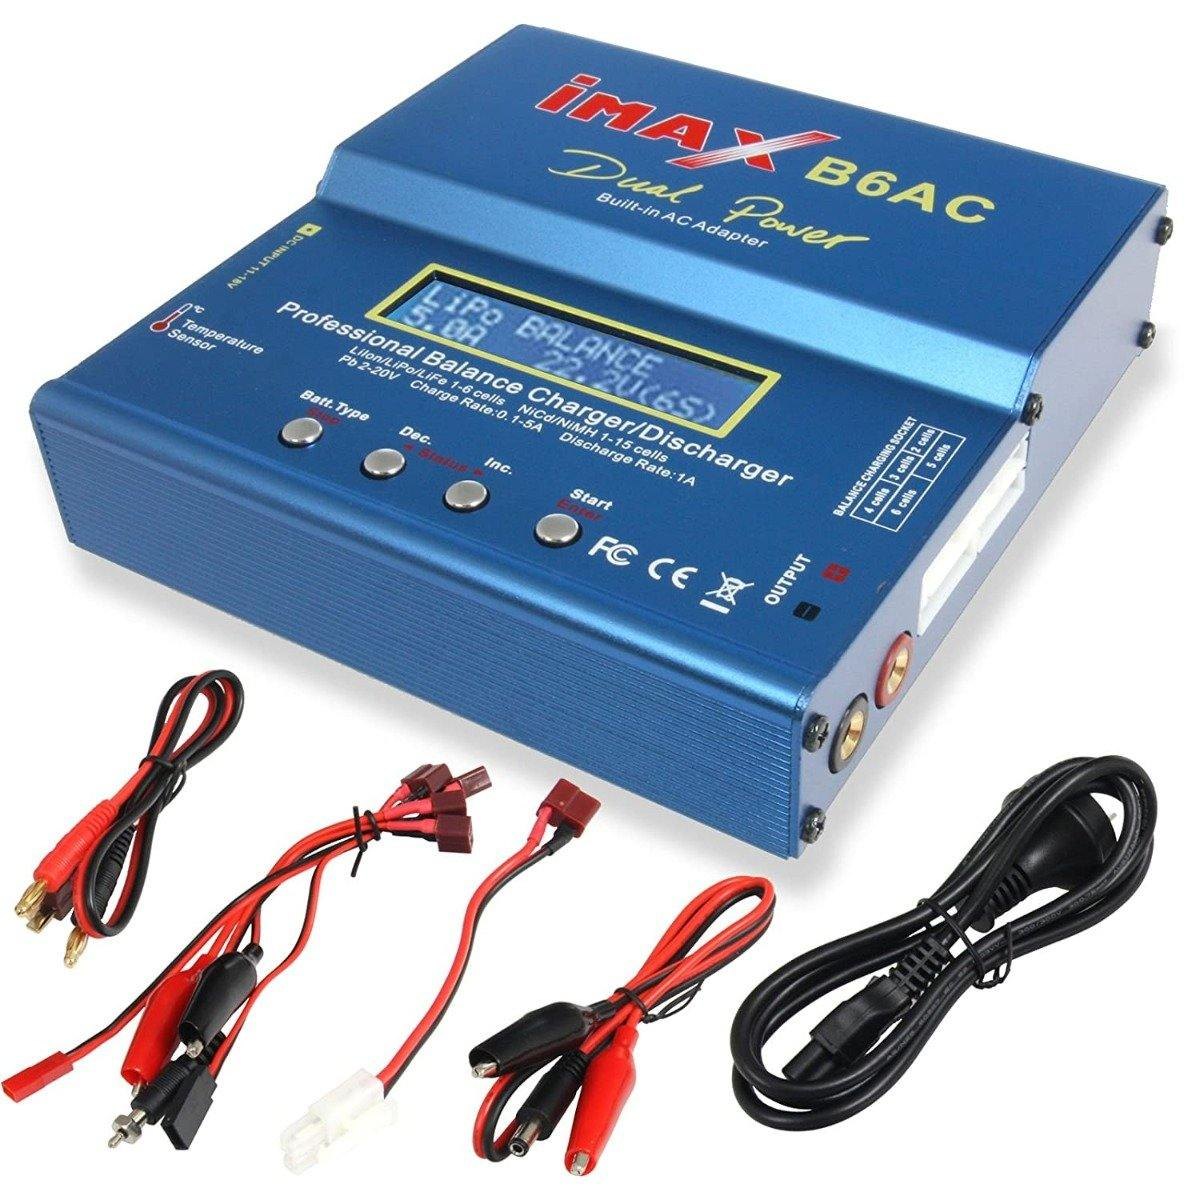 iMAX B6AC
Dual Power
Built-in AC Adapter
DC INPUT 11-18V
°C
Temperature
Sensor
LiPo BALANCE
5.0A 22.2V(6S)
Professional Balance Charger/Discharger
LiIon/LiPo/LiFe 1-6 cells NiCd/NiMH 1-15 cells
Pb 2-20V Charge Rate:0.1-5A Discharge Rate:1A
Batt.Type
Stop
Dec.
Inc.
◄ Status ►
Start
Enter
FC CE
BALANCE CHARGING SOCKET
4 cells 3 cells 2 cells
6 cells 5 cells
OUTPUT
+
−